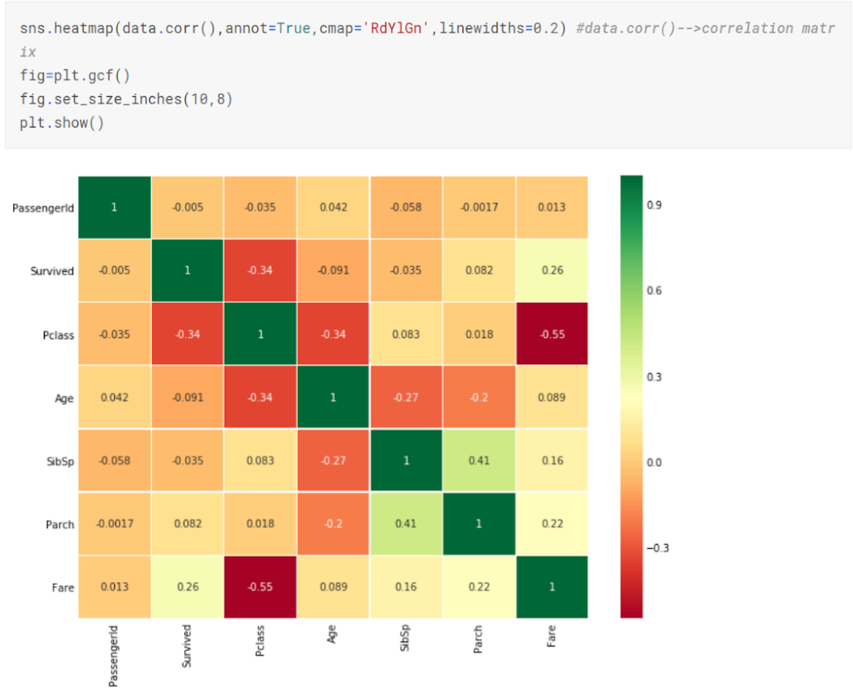 sns.heatmap(data.corr(),annot=True,cmap='RdYlGn',linewidths=0.2) #data.corr()-->correlation matr
ix
fig=plt.gcf()
fig.set_size_inches(10,8)
plt.show()
PassengerId 1 -0.005 -0.035 0.042 -0.058 -0.0017 0.013
Survived -0.005 1 -0.34 -0.091 -0.035 0.082 0.26
Pclass -0.035 -0.34 1 -0.34 0.083 0.018 -0.55
Age 0.042 -0.091 -0.34 1 -0.27 -0.2 0.089
SibSp -0.058 -0.035 0.083 -0.27 1 0.41 0.16
Parch -0.0017 0.082 0.018 -0.2 0.41 1 0.22
Fare 0.013 0.26 -0.55 0.089 0.16 0.22 1
PassengerId Survived Pclass Age SibSp Parch Fare
0.9
0.6
0.3
0.0
−0.3